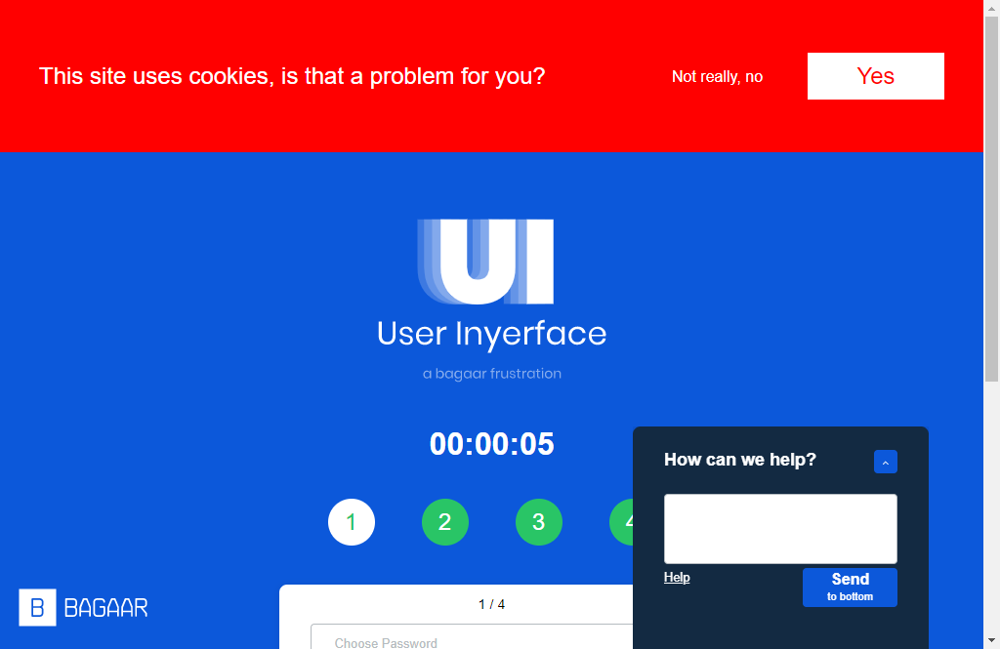 This site uses cookies, is that a problem for you?
Not really, no
Yes
UI
User Inyerface
a bagaar frustration
00:00:05
1 2 3 4
How can we help?
Help
Send
to bottom
B BAGAAR
1 / 4
Choose Password